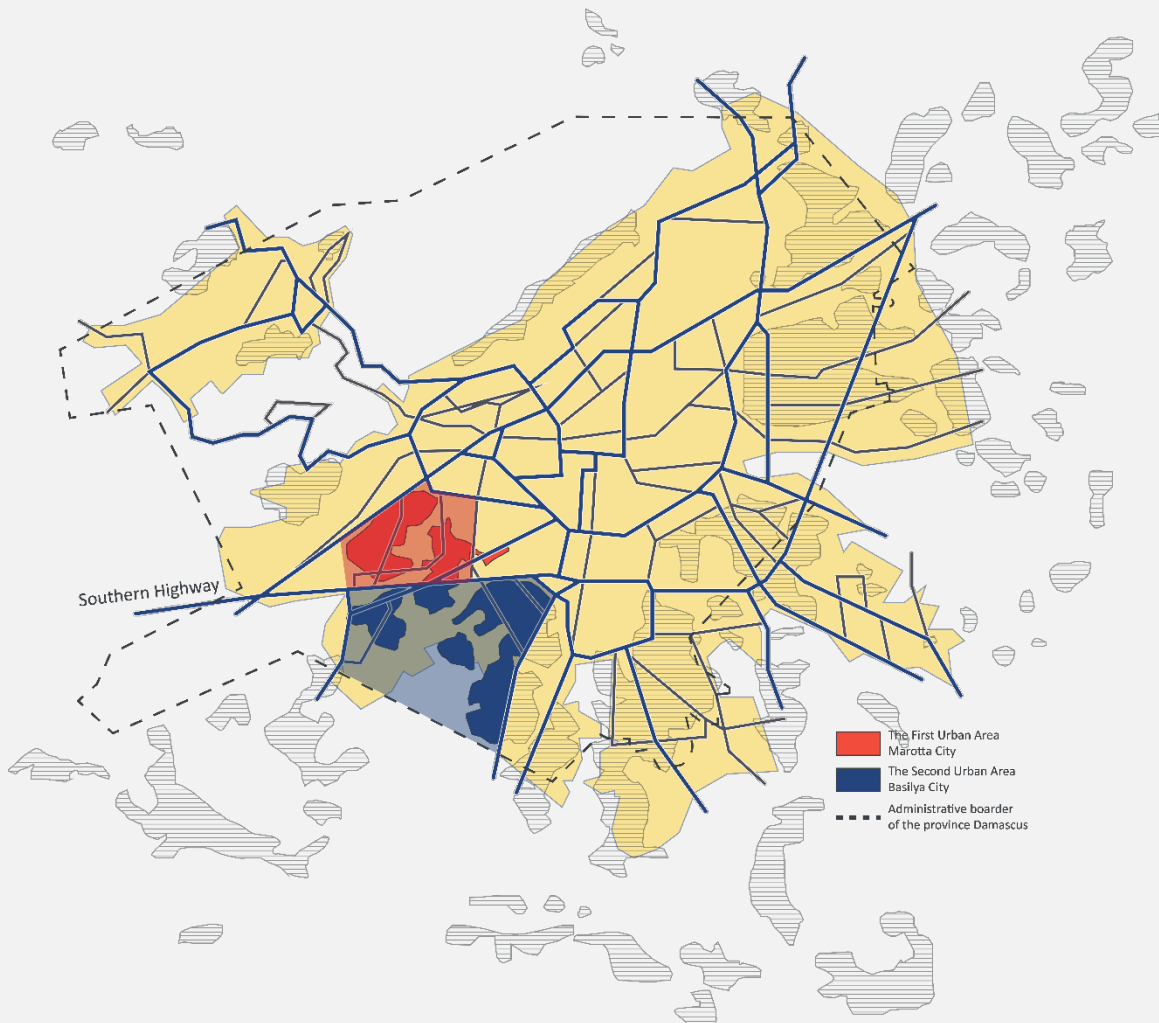 Southern Highway
The First Urban Area
Marotta City
The Second Urban Area
Basilya City
Administrative boarder
of the province Damascus